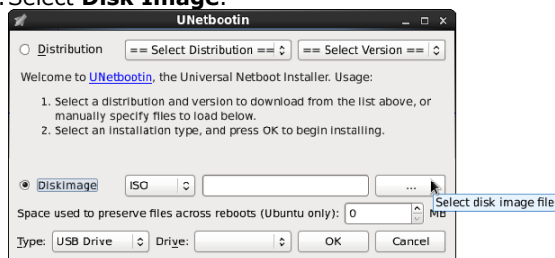 Select Disk Image.
UNetbootin
Distribution == Select Distribution == == Select Version ==
Welcome to UNetbootin, the Universal Netboot Installer. Usage:
1. Select a distribution and version to download from the list above, or
manually specify files to load below.
2. Select an installation type, and press OK to begin installing.
DiskImage ISO ...
Select disk image file
Space used to preserve files across reboots (Ubuntu only): 0 MB
Type: USB Drive Drive: OK Cancel